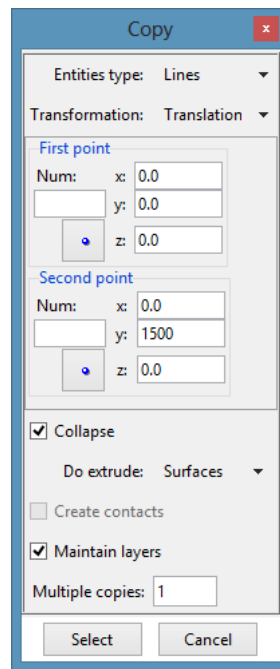 Copy
x
Entities type: Lines
Transformation: Translation
First point
Num: x: 0.0
y: 0.0
z: 0.0
Second point
Num: x: 0.0
y: 1500
z: 0.0
Collapse
Do extrude: Surfaces
Create contacts
Maintain layers
Multiple copies: 1
Select Cancel